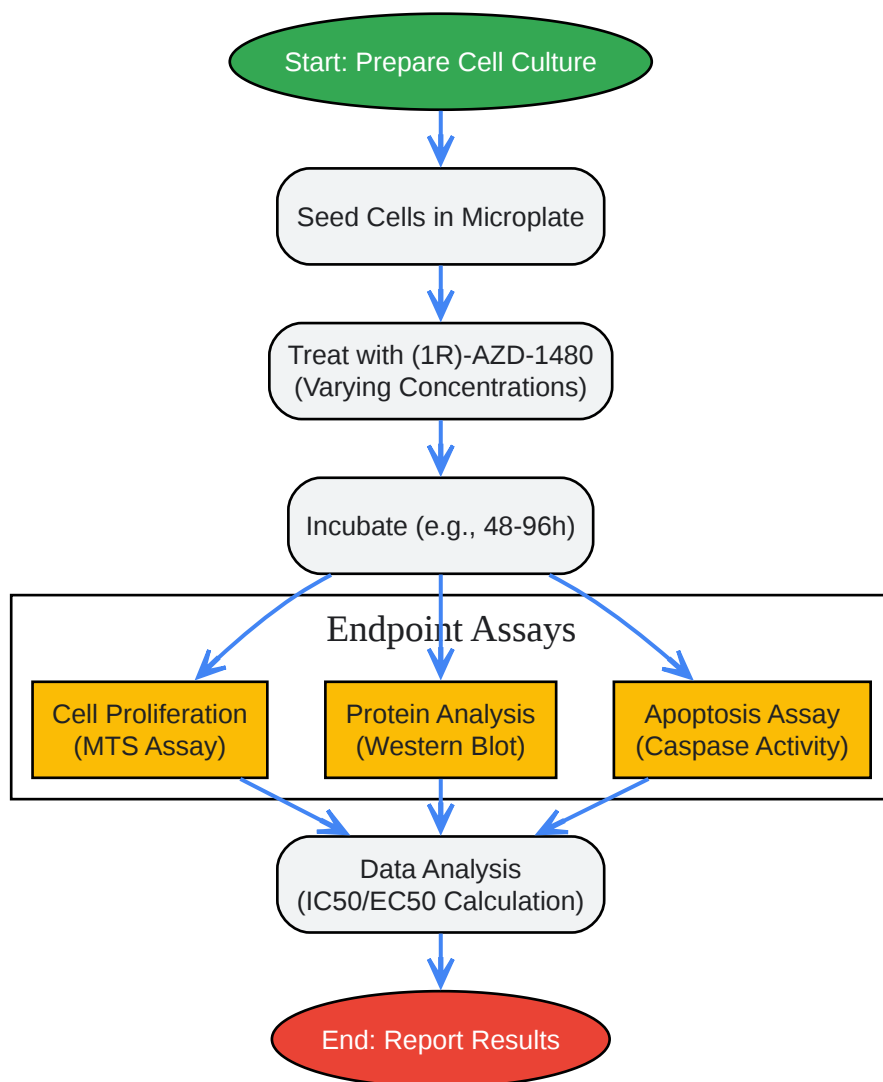 Start: Prepare Cell Culture
Seed Cells in Microplate
Treat with (1R)-AZD-1480
(Varying Concentrations)
Incubate (e.g., 48-96h)
Endpoint Assays
Cell Proliferation
(MTS Assay)
Protein Analysis
(Western Blot)
Apoptosis Assay
(Caspase Activity)
Data Analysis
(IC50/EC50 Calculation)
End: Report Results